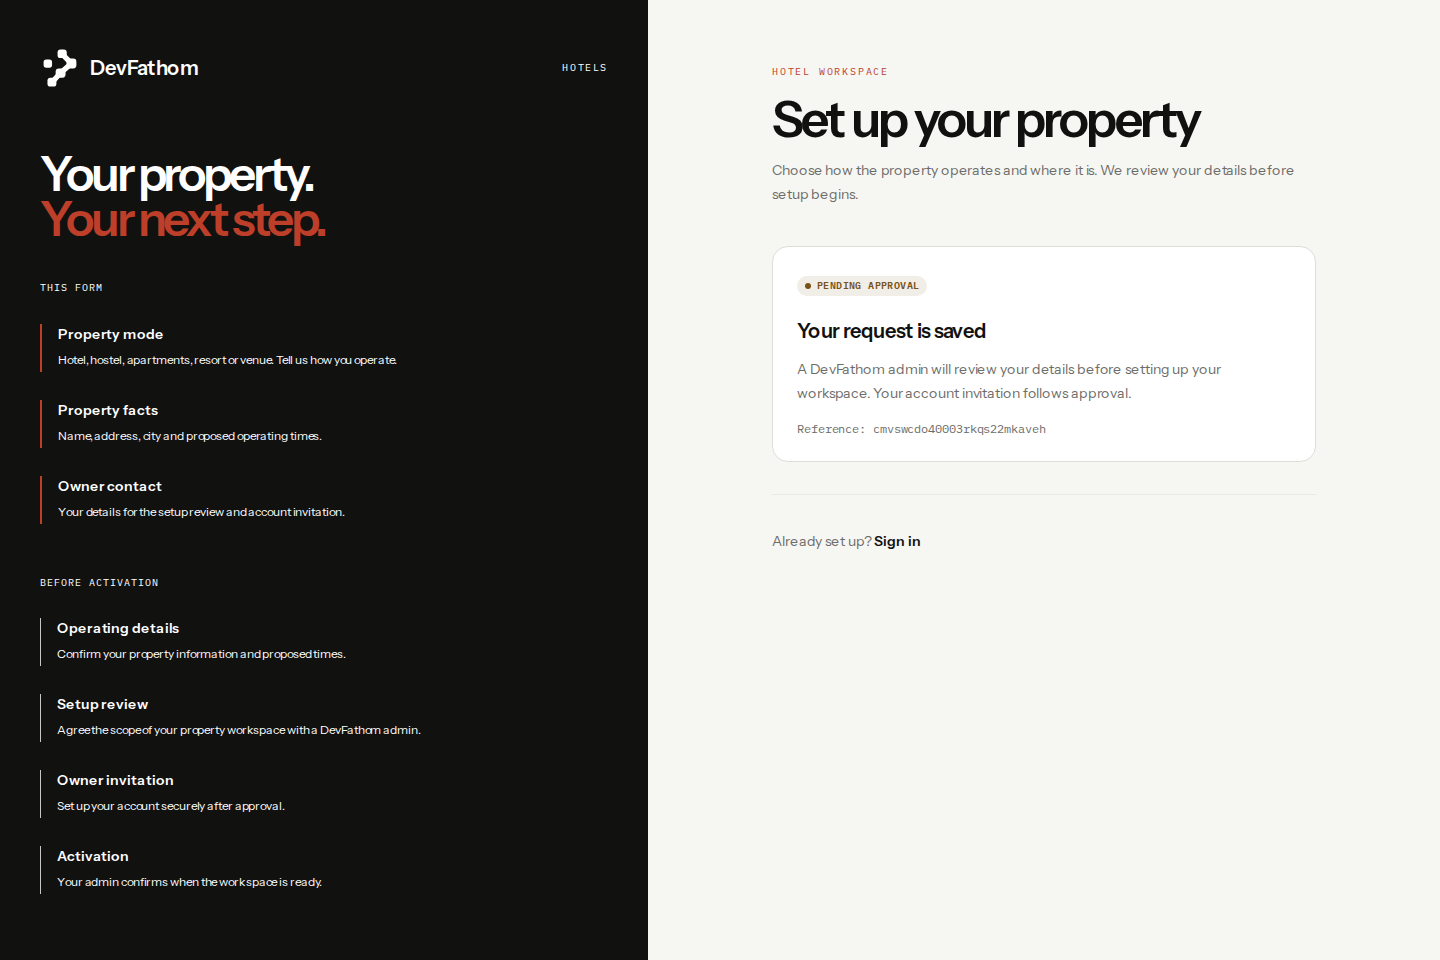 DevFathom
HOTELS
Your property.
Your next step.
THIS FORM
Property mode
Hotel, hostel, apartments, resort or venue. Tell us how you operate.
Property facts
Name, address, city and proposed operating times.
Owner contact
Your details for the setup review and account invitation.
BEFORE ACTIVATION
Operating details
Confirm your property information and proposed times.
Setup review
Agree the scope of your property workspace with a DevFathom admin.
Owner invitation
Set up your account securely after approval.
Activation
Your admin confirms when the workspace is ready.
HOTEL WORKSPACE
Set up your property
Choose how the property operates and where it is. We review your details before
setup begins.
PENDING APPROVAL
Your request is saved
A DevFathom admin will review your details before setting up your
workspace. Your account invitation follows approval.
Reference: cmvswcdo40003rkqs22mkaveh
Already set up? Sign in